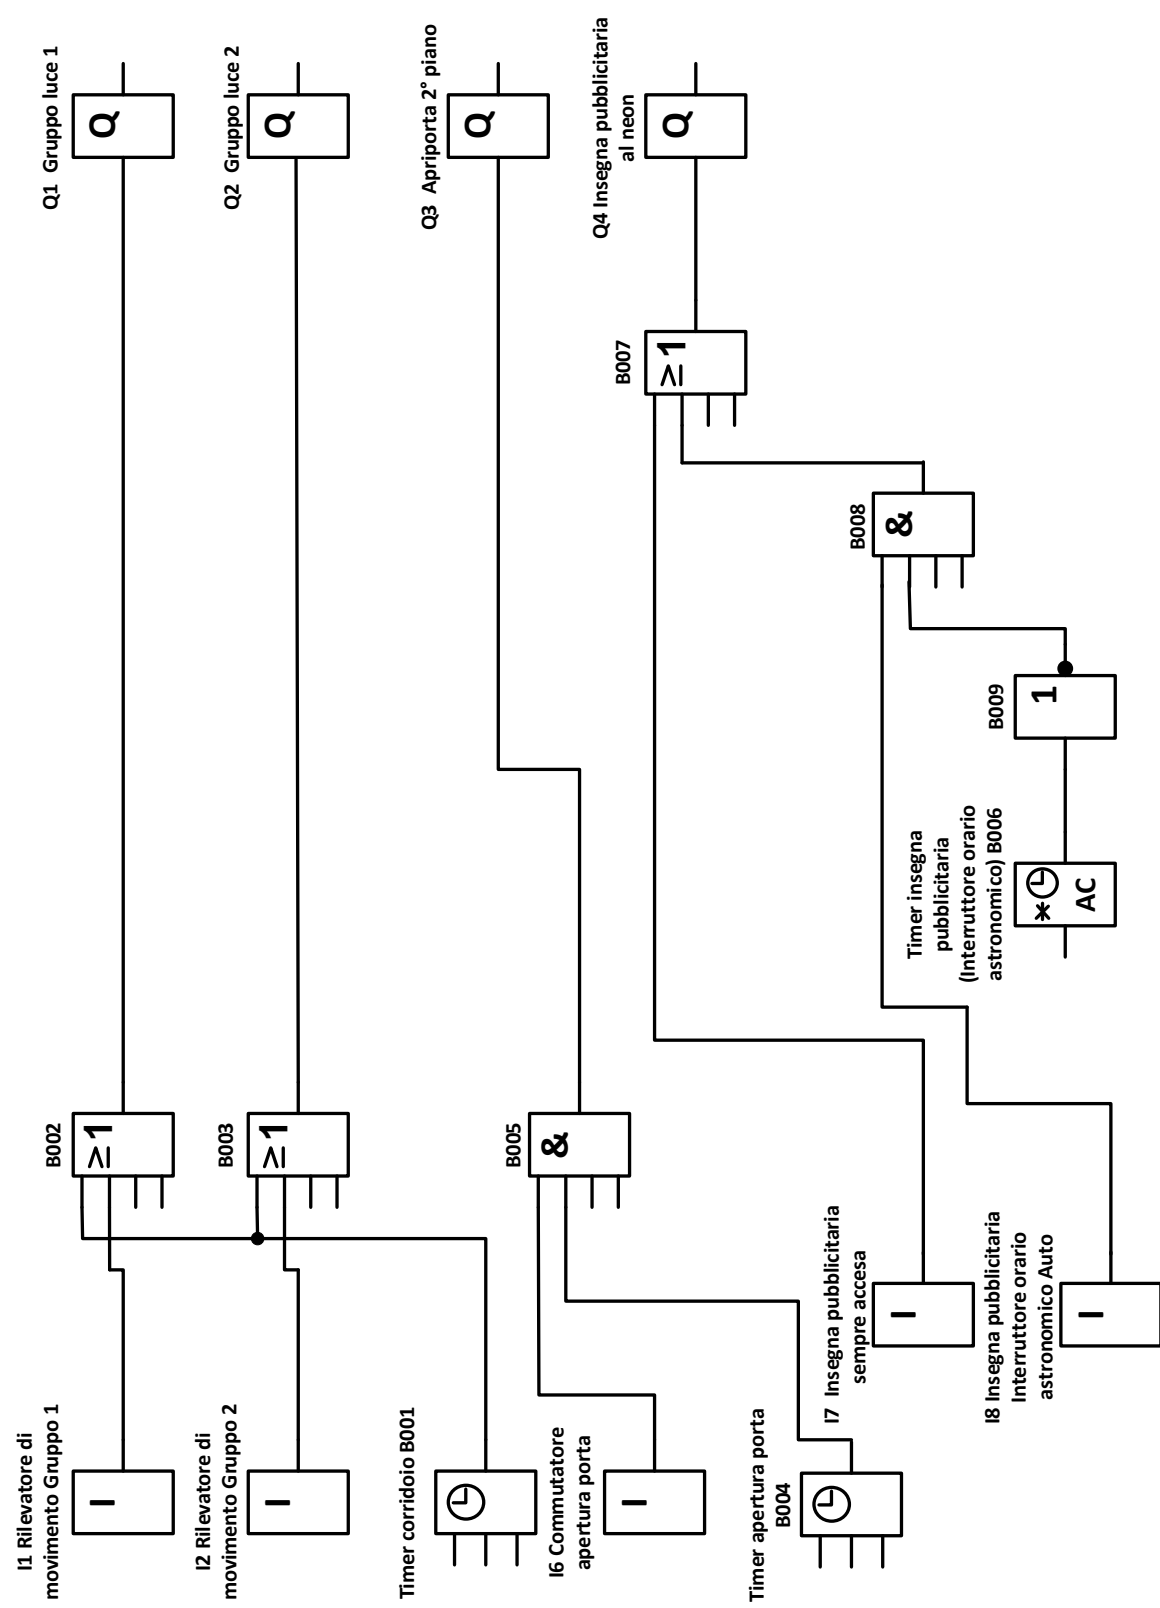 I1 Rilevatore di
movimento Gruppo 1
I
B002
≥1
Q1 Gruppo luce 1
Q
I2 Rilevatore di
movimento Gruppo 2
I
B003
≥1
Q2 Gruppo luce 2
Q
Timer corridoio B001
I6 Commutatore
apertura porta
I
B005
&
Q3 Apriporta 2° piano
Q
Timer apertura porta
B004
I7 Insegna pubblicitaria
sempre accesa
I
B007
≥1
Q4 Insegna pubblicitaria
al neon
Q
I8 Insegna pubblicitaria
Interruttore orario
astronomico Auto
I
Timer insegna
pubblicitaria
(Interruttore orario
astronomico) B006
AC
B009
1
B008
&